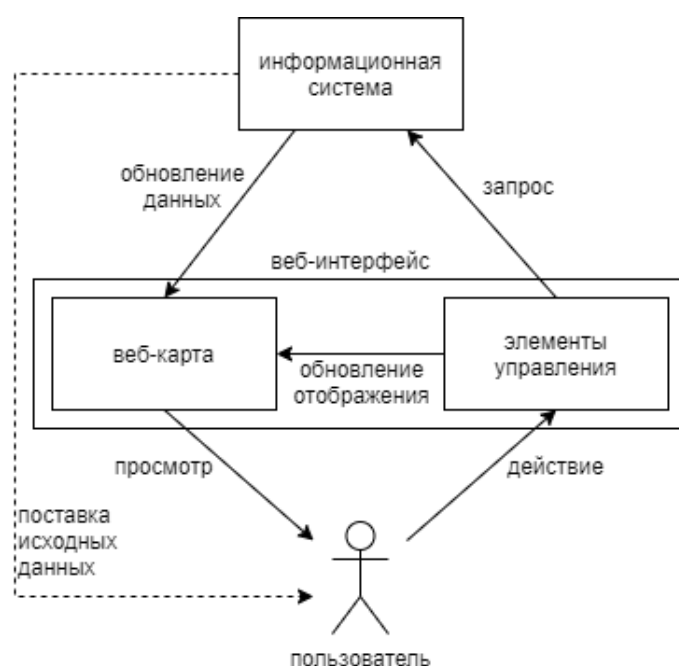 информационная
система
обновление
данных
запрос
веб-интерфейс
веб-карта
элементы
управления
обновление
отображения
просмотр
действие
поставка
исходных
данных
пользователь